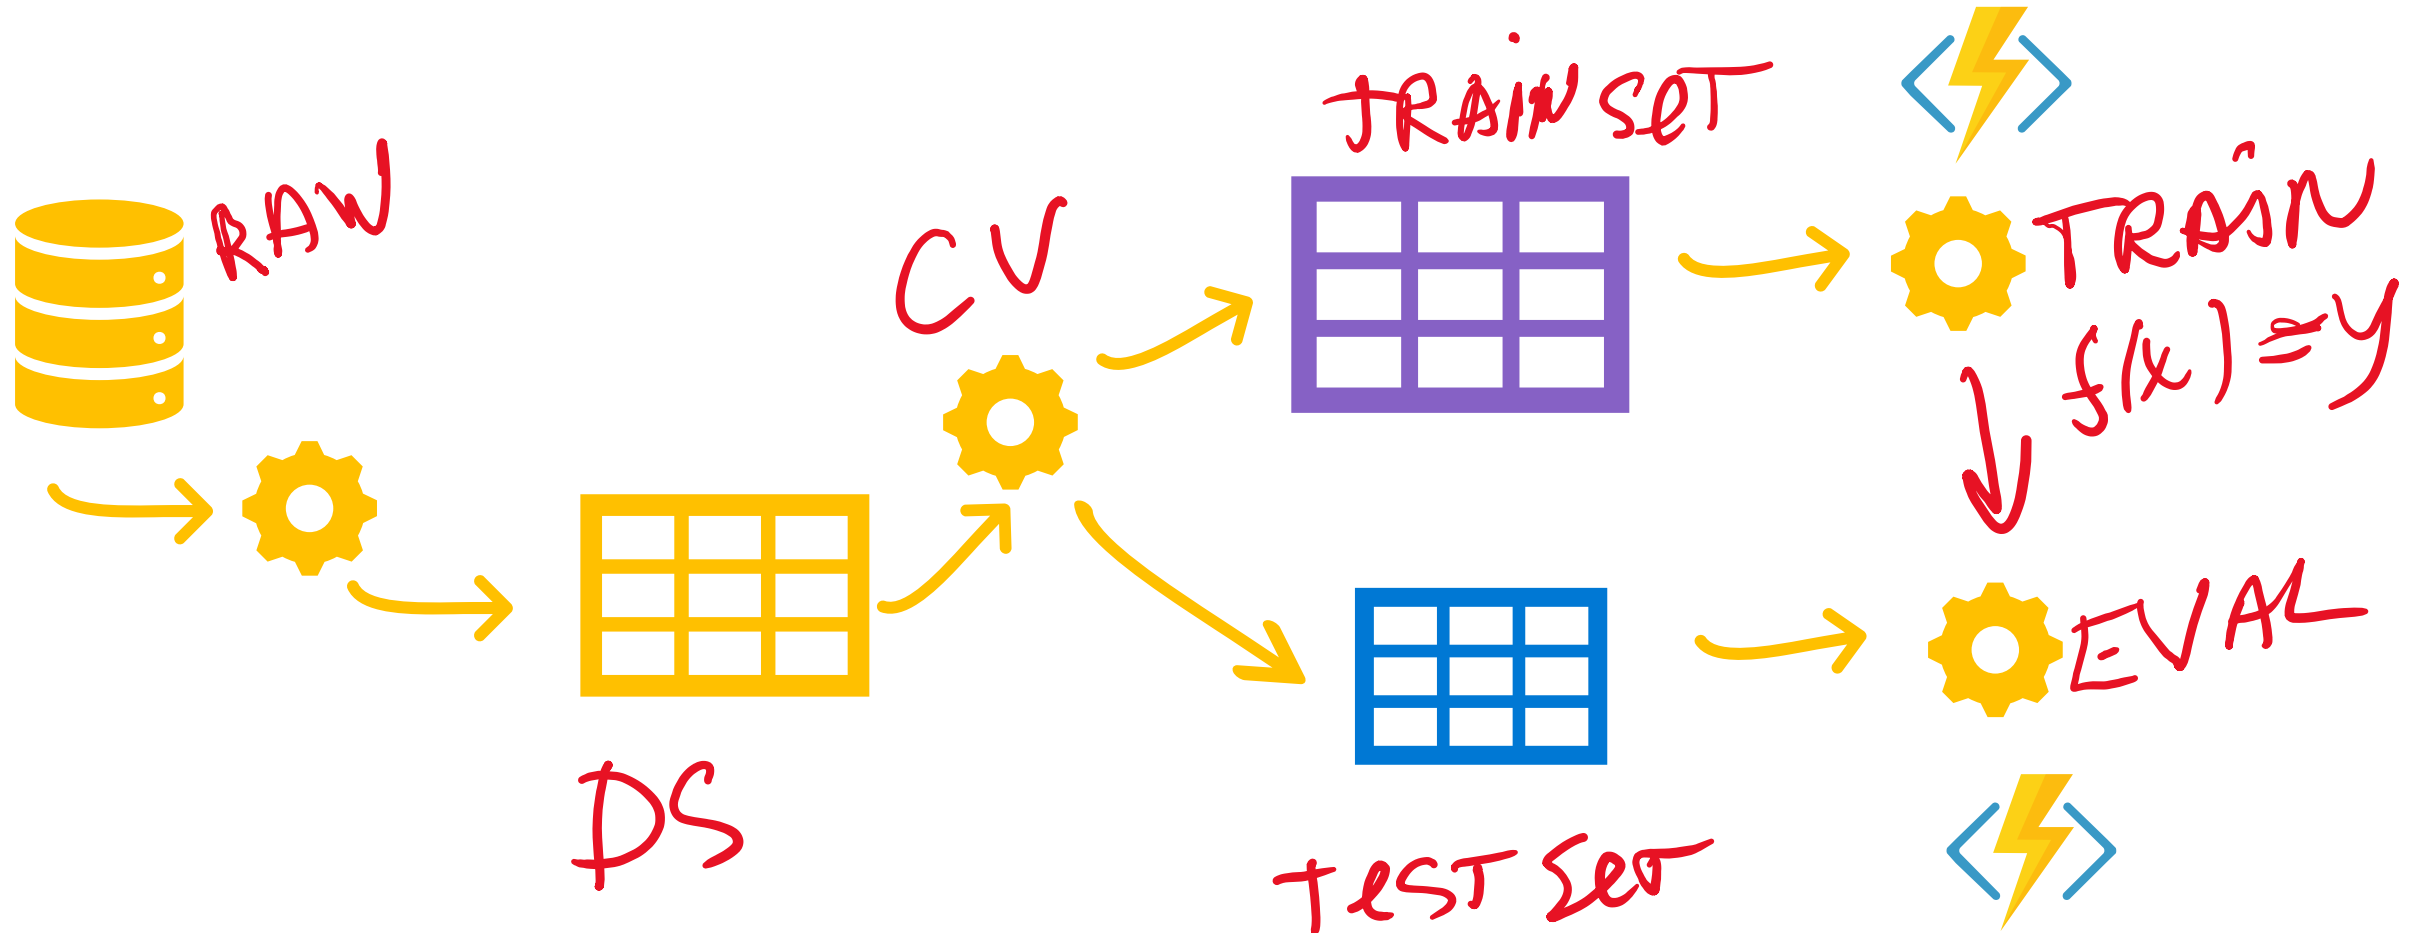 RAW
CV
TRAIN SET
TRAIN
f(x) = y
EVAL
DS
TEST SET